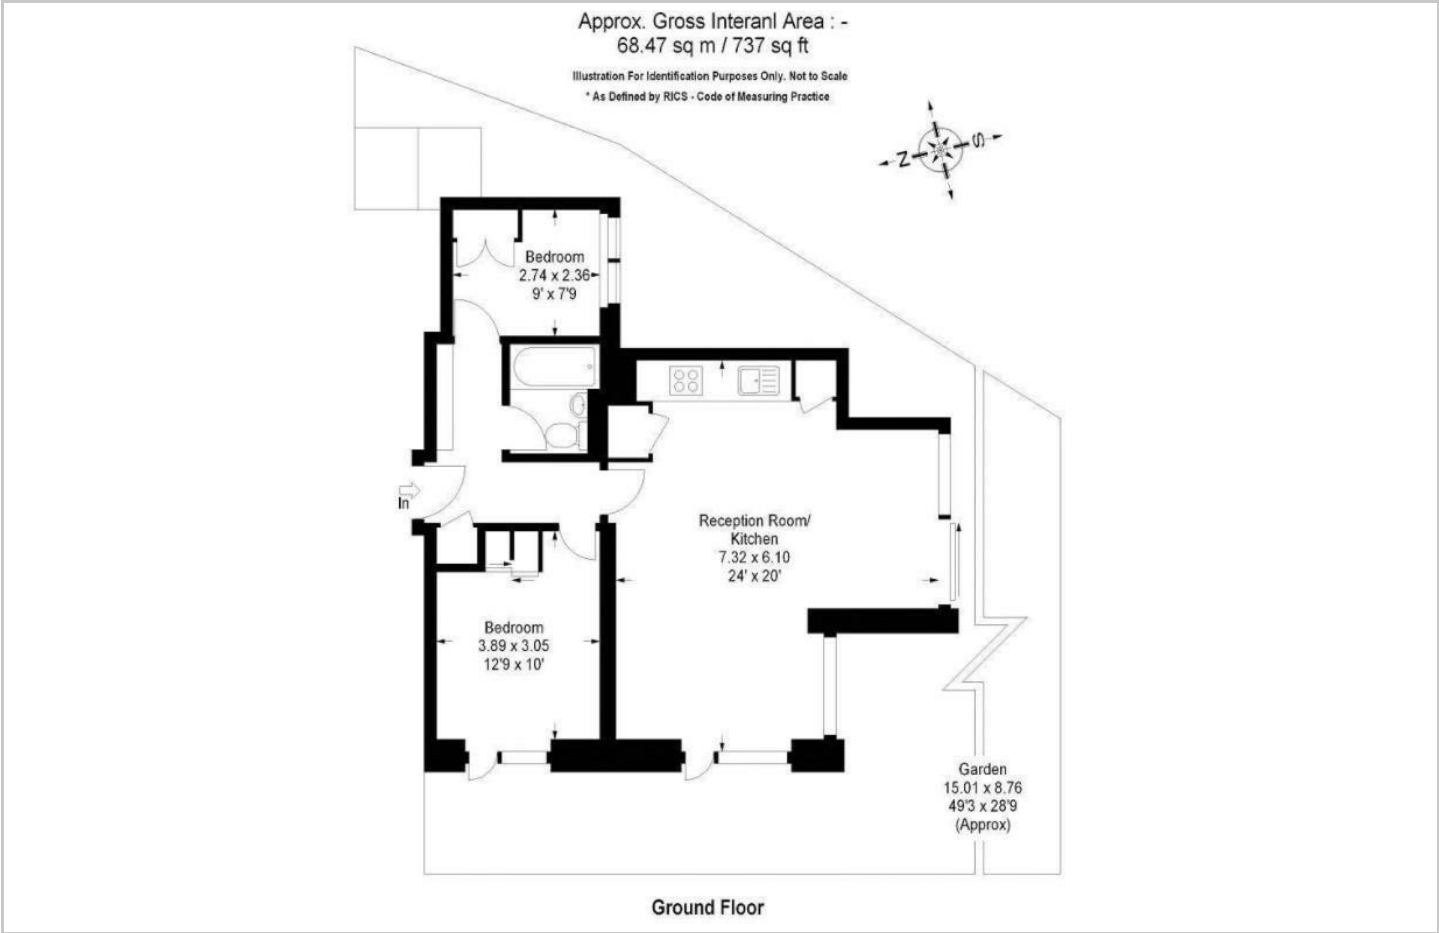 Approx. Gross Interanl Area : -
68.47 sq m / 737 sq ft
Illustration For Identification Purposes Only. Not to Scale
* As Defined by RICS - Code of Measuring Practice
N
S
Bedroom
2.74 x 2.36
9' x 7'9
In
Reception Room/
Kitchen
7.32 x 6.10
24' x 20'
Bedroom
3.89 x 3.05
12'9 x 10'
Garden
15.01 x 8.76
49'3 x 28'9
(Approx)
Ground Floor